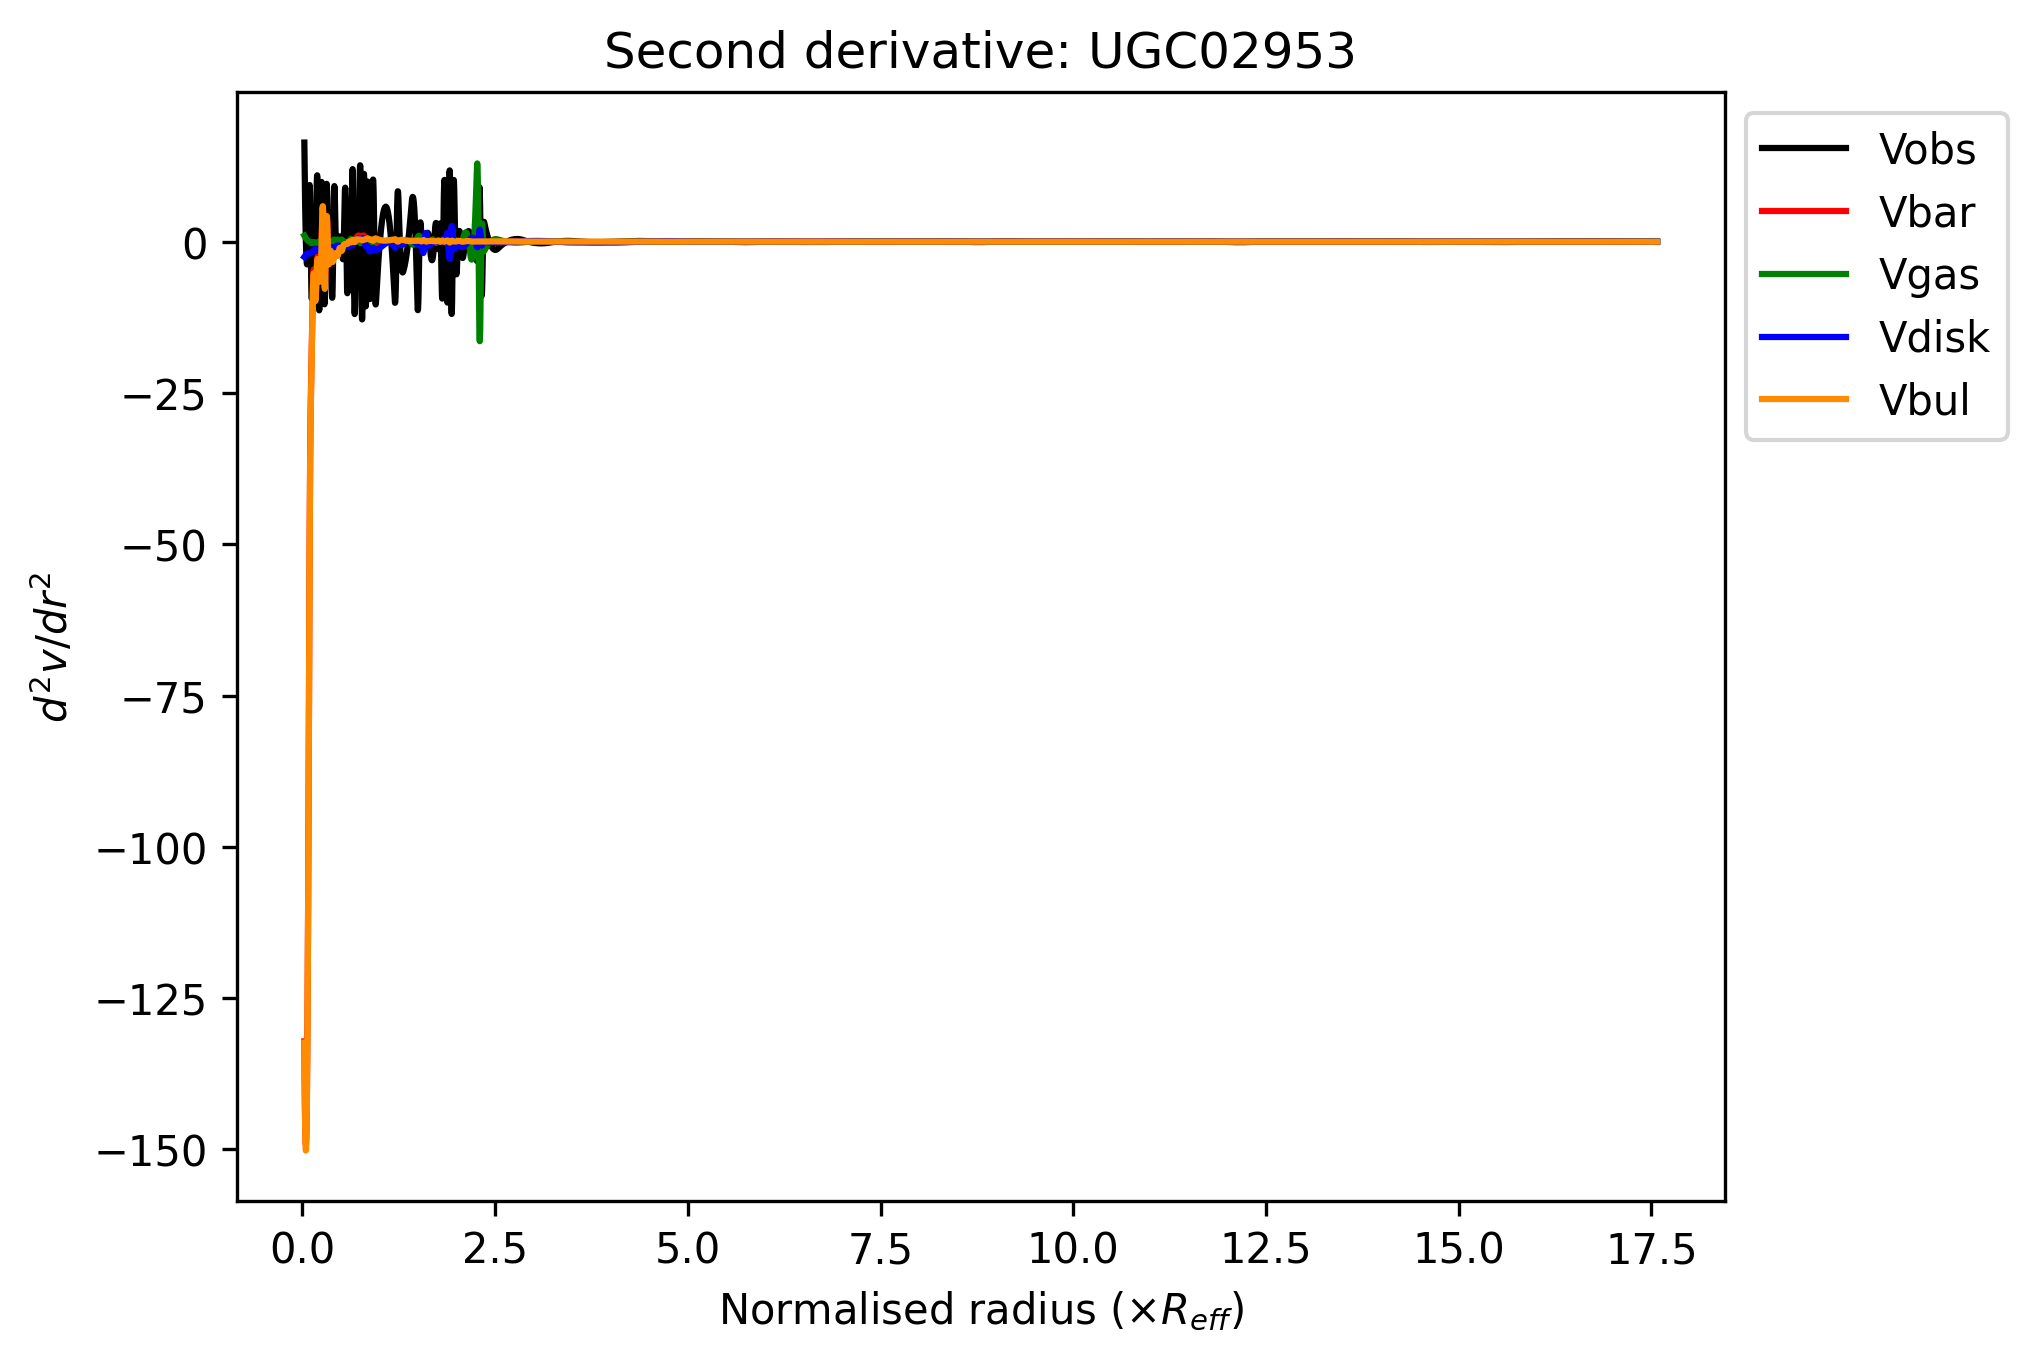 Second derivative: UGC02953
Vobs
Vbar
Vgas
Vdisk
Vbul
0
−25
−50
−75
−100
−125
−150
d²v/dr²
0.0 2.5 5.0 7.5 10.0 12.5 15.0 17.5
Normalised radius (×R_eff)